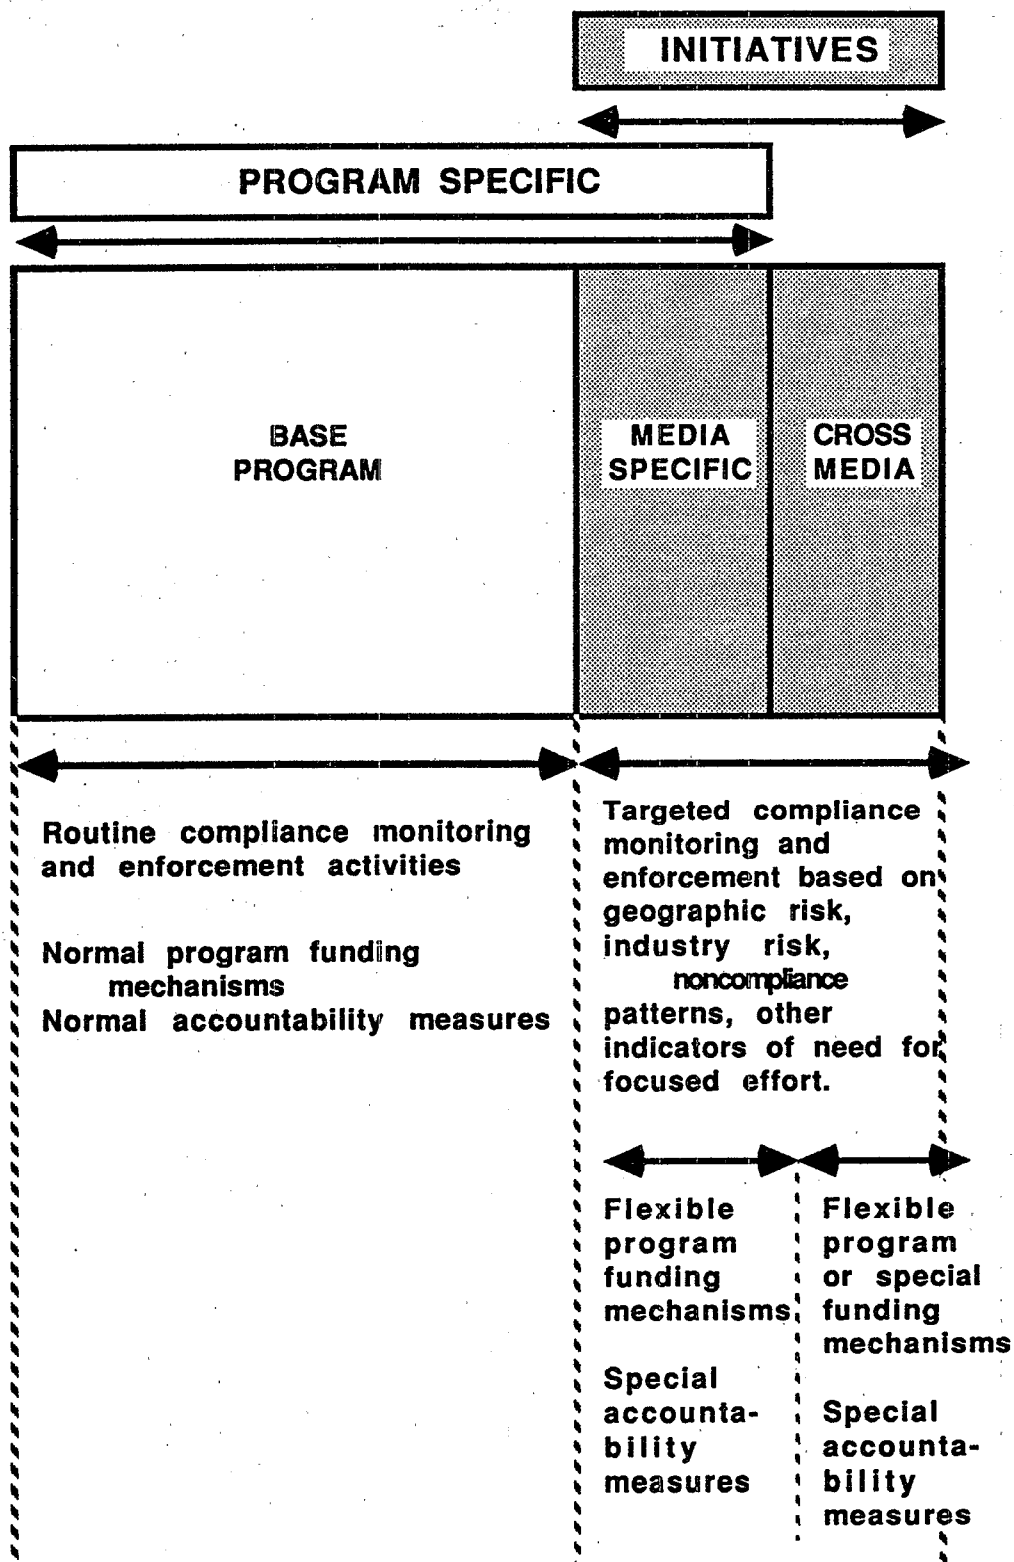 INITIATIVES
PROGRAM SPECIFIC
BASE
PROGRAM
MEDIA
SPECIFIC
CROSS
MEDIA
Routine compliance monitoring
and enforcement activities
Normal program funding
mechanisms
Normal accountability measures
Targeted compliance
monitoring and
enforcement based on
geographic risk,
industry risk,
noncompliance
patterns, other
indicators of need for
focused effort.
Flexible
program
funding
mechanisms
Special
accounta-
bility
measures
Flexible
program
or special
funding
mechanisms
Special
accounta-
bility
measures